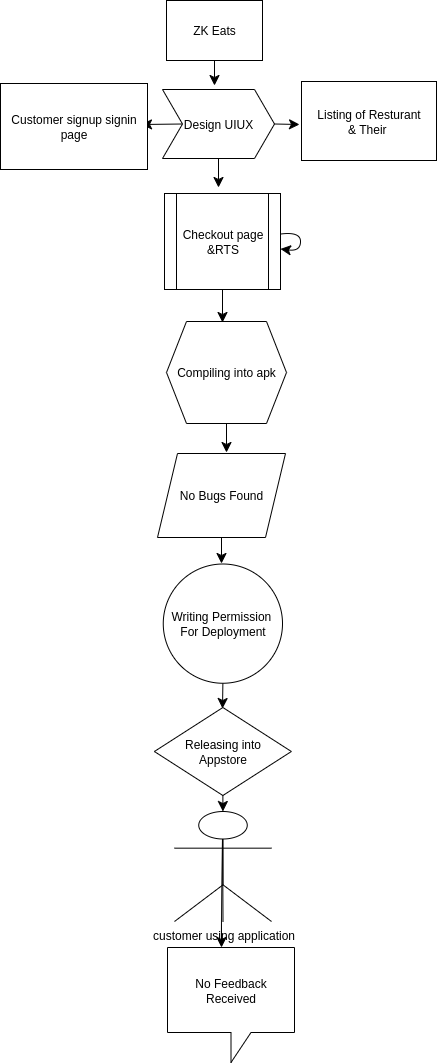 ZK Eats
Customer signup signin
page
Design UIUX
Listing of Resturant
& Their
Checkout page
&RTS
Compiling into apk
No Bugs Found
Writing Permission
For Deployment
Releasing into
Appstore
customer using application
No Feedback
Received